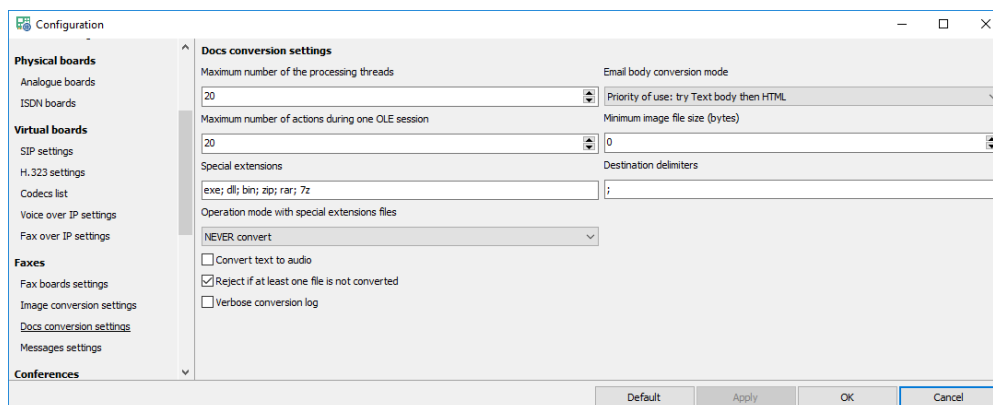 Configuration
Physical boards
Analogue boards
ISDN boards
Virtual boards
SIP settings
H.323 settings
Codecs list
Voice over IP settings
Fax over IP settings
Faxes
Fax boards settings
Image conversion settings
Docs conversion settings
Messages settings
Conferences
Docs conversion settings
Maximum number of the processing threads
20
Maximum number of actions during one OLE session
20
Special extensions
exe; dll; bin; zip; rar; 7z
Operation mode with special extensions files
NEVER convert
Convert text to audio
Reject if at least one file is not converted
Verbose conversion log
Email body conversion mode
Priority of use: try Text body then HTML
Minimum image file size (bytes)
0
Destination delimiters
;
Default Apply OK Cancel